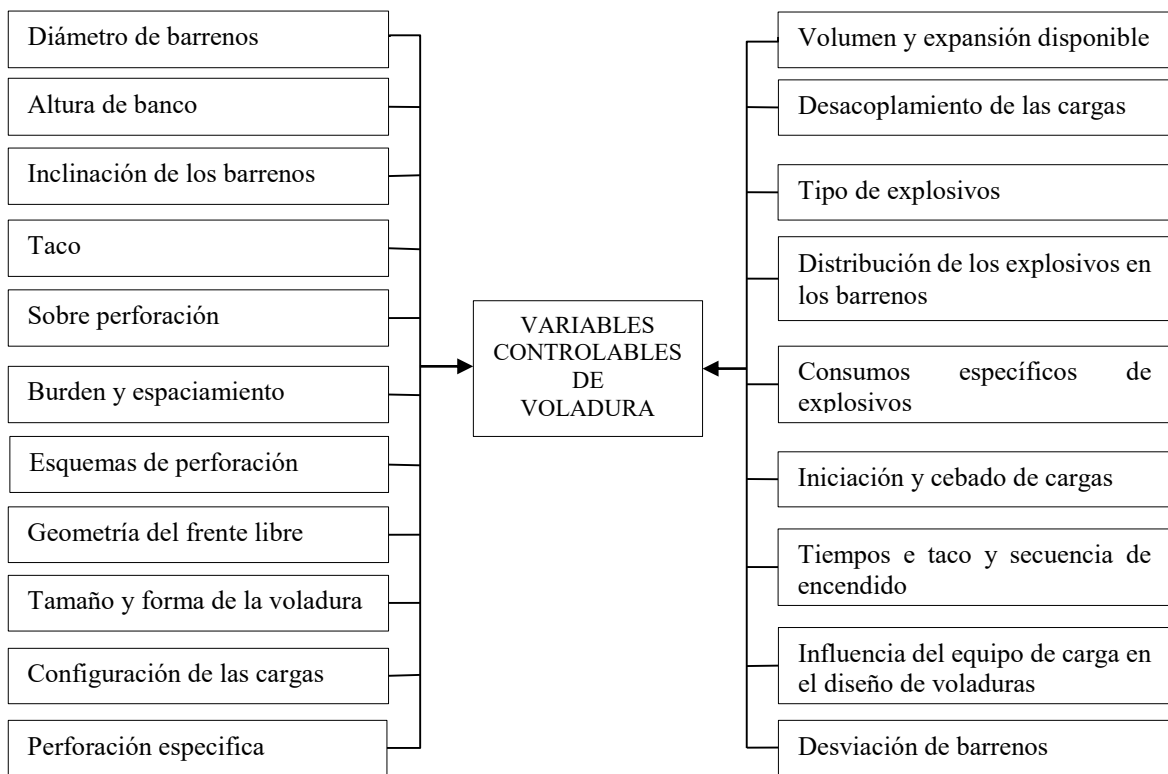 Diámetro de barrenos
Altura de banco
Inclinación de los barrenos
Taco
Sobre perforación
Burden y espaciamiento
Esquemas de perforación
Geometría del frente libre
Tamaño y forma de la voladura
Configuración de las cargas
Perforación especifica
VARIABLES
CONTROLABLES
DE
VOLADURA
Volumen y expansión disponible
Desacoplamiento de las cargas
Tipo de explosivos
Distribución de los explosivos en
los barrenos
Consumos específicos de
explosivos
Iniciación y cebado de cargas
Tiempos e taco y secuencia de
encendido
Influencia del equipo de carga en
el diseño de voladuras
Desviación de barrenos